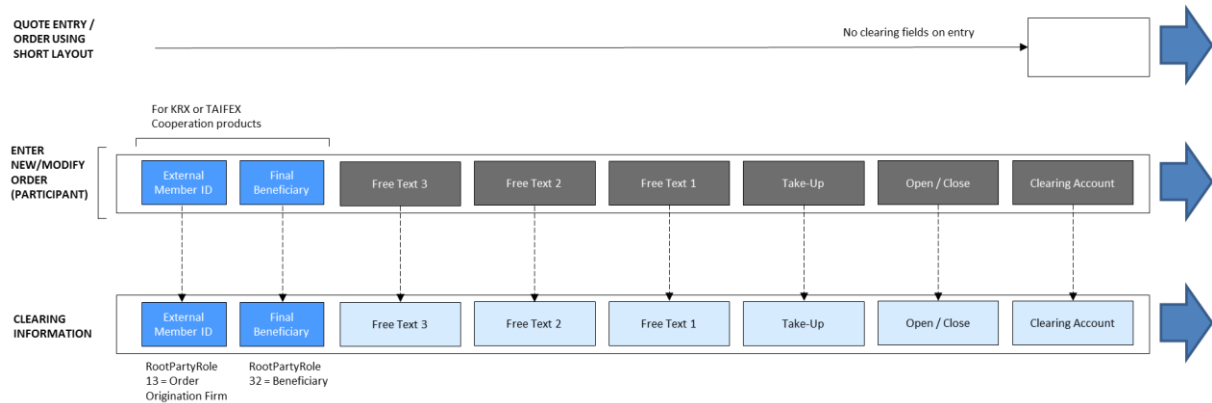 QUOTE ENTRY /
ORDER USING
SHORT LAYOUT
No clearing fields on entry
For KRX or TAIFEX
Cooperation products
ENTER
NEW/MODIFY
ORDER
(PARTICIPANT)
External
Member ID
Final
Beneficiary
Free Text 3
Free Text 2
Free Text 1
Take-Up
Open / Close
Clearing Account
CLEARING
INFORMATION
External
Member ID
Final
Beneficiary
Free Text 3
Free Text 2
Free Text 1
Take-Up
Open / Close
Clearing Account
RootPartyRole
13 = Order
Origination Firm
RootPartyRole
32 = Beneficiary